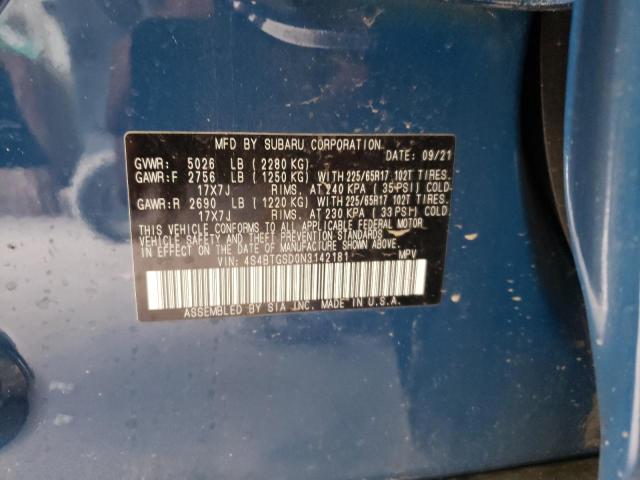 MFD BY SUBARU CORPORATION
DATE: 09/21
GVWR: 5026 LB (2280 KG)
GAWR:F 2756 LB (1250 KG) WITH 225/65R17 102T TIRES.
17X7J RIMS. AT 240 KPA (35 PSI) COLD
GAWR:R 2690 LB (1220 KG) WITH 225/65R17 102T TIRES.
17X7J RIMS. AT 230 KPA (33 PSI) COLD
THIS VEHICLE CONFORMS TO ALL APPLICABLE FEDERAL MOTOR
VEHICLE SAFETY, BUMPER, AND THEFT PREVENTION STANDARDS
IN EFFECT ON THE DATE OF MANUFACTURE SHOWN ABOVE.
VIN: 4S4BTGSD0N3142181 MPV
ASSEMBLED BY SIA, INC. MADE IN U.S.A.